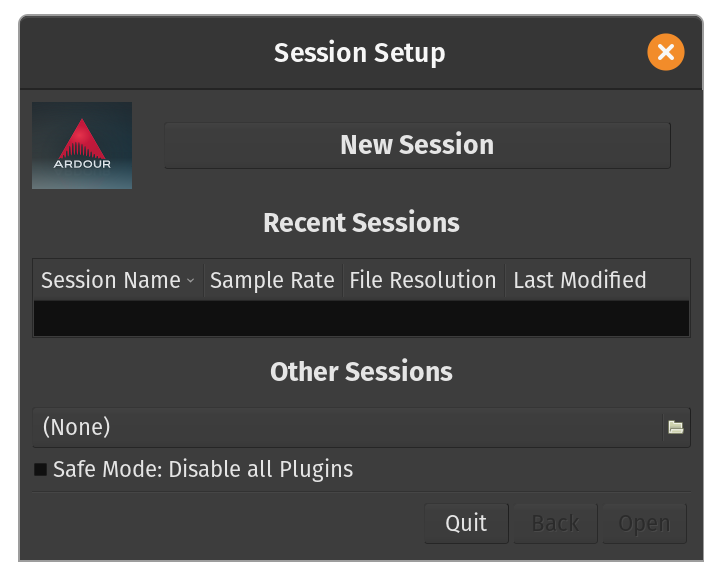 Session Setup
ARDOUR
New Session
Recent Sessions
Session Name Sample Rate File Resolution Last Modified
Other Sessions
(None)
Safe Mode: Disable all Plugins
Quit Back Open